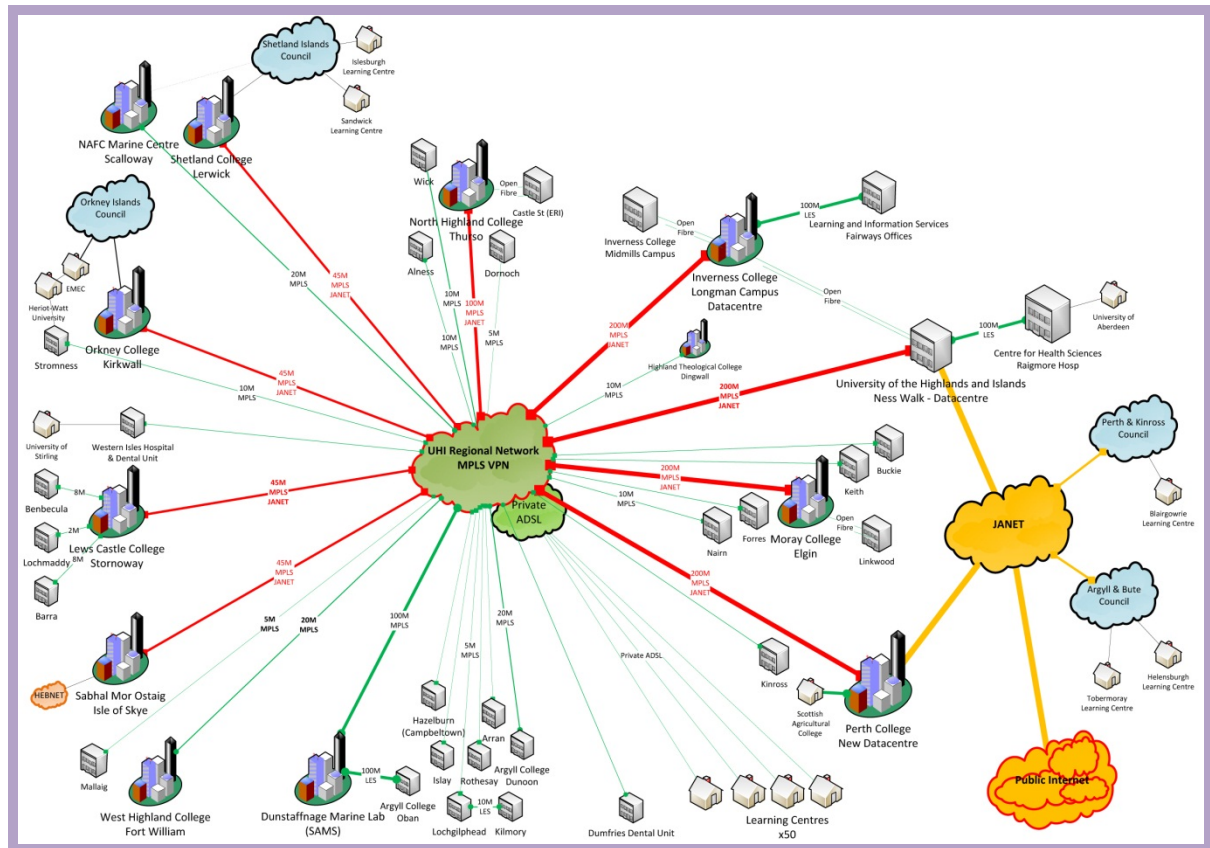 Shetland Islands
Council
Islesburgh
Learning Centre
Sandwick
Learning Centre
NAFC Marine Centre
Scalloway
Shetland College
Lerwick
Orkney Islands
Council
EMEC
Heriot-Watt
University
Stromness
Orkney College
Kirkwall
20M
MPLS
45M
MPLS
JANET
45M
MPLS
JANET
10M
MPLS
Wick
Open
Fibre
Castle St (ERI)
North Highland College
Thurso
Alness
Dornoch
10M
MPLS
100M
MPLS
JANET
10M
MPLS
5M
MPLS
Inverness College
Midmills Campus
Open
Fibre
100M
LES
Learning and Information Services
Fairways Offices
Inverness College
Longman Campus
Datacentre
Open
Fibre
200M
MPLS
JANET
Highland Theological College
Dingwall
10M
MPLS
100M
LES
University of
Aberdeen
Centre for Health Sciences
Raigmore Hosp
University of the Highlands and Islands
Ness Walk - Datacentre
200M
MPLS
JANET
University of
Stirling
Western Isles Hospital
& Dental Unit
Benbecula
8M
Lochmaddy
2M
8M
Barra
Lews Castle College
Stornoway
45M
MPLS
JANET
UHI Regional Network
MPLS VPN
Private
ADSL
200M
MPLS
JANET
10M
MPLS
Buckie
Keith
Nairn
Forres
Open
Fibre
Linkwood
Moray College
Elgin
Perth & Kinross
Council
Blairgowrie
Learning Centre
JANET
Argyll & Bute
Council
Tobermoray
Learning Centre
Helensburgh
Learning Centre
Public Internet
45M
MPLS
JANET
HEBNET
Sabhal Mor Ostaig
Isle of Skye
5M
MPLS
20M
MPLS
100M
MPLS
5M
MPLS
20M
MPLS
Private ADSL
200M
MPLS
JANET
Kinross
Scottish
Agricultural
College
Perth College
New Datacentre
Mallaig
West Highland College
Fort William
Dunstaffnage Marine Lab
(SAMS)
100M
LES
Argyll College
Oban
Hazelburn
(Campbeltown)
Islay
Arran
Rothesay
Argyll College
Dunoon
Lochgilphead
10M
LES
Kilmory
Dumfries Dental Unit
Learning Centres
x50